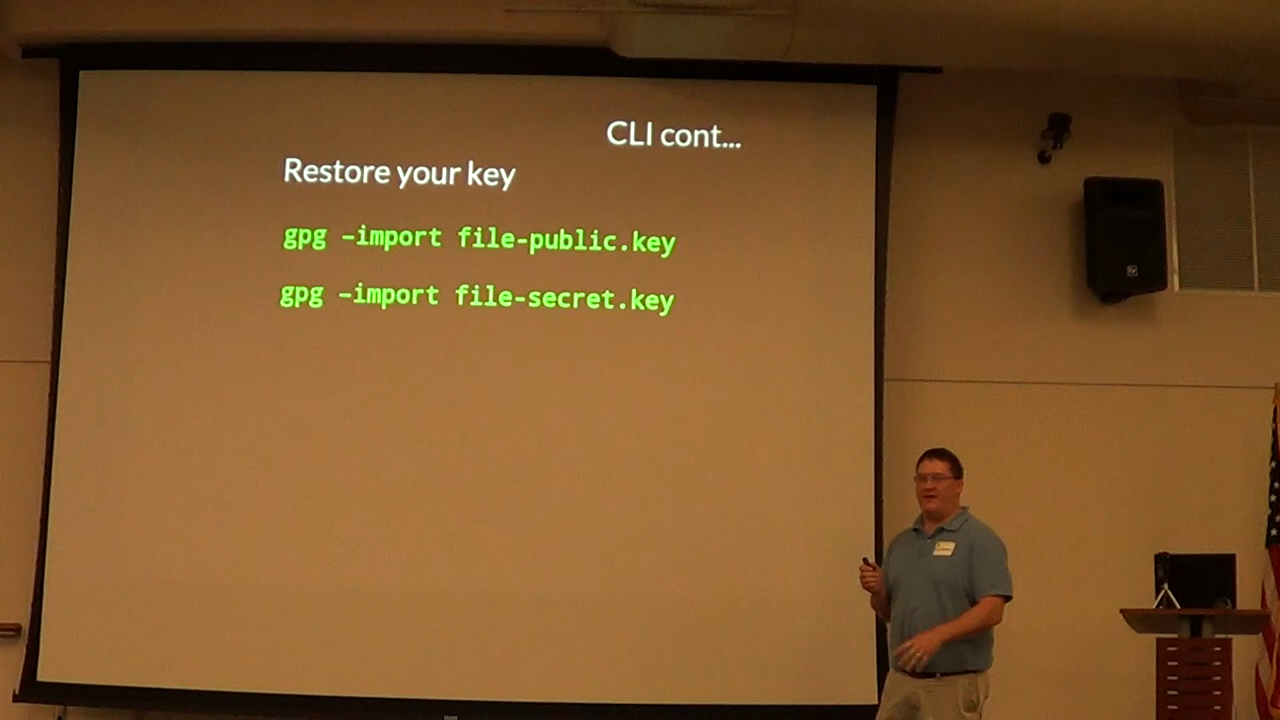 CLI cont...
Restore your key
gpg –import file-public.key
gpg –import file-secret.key